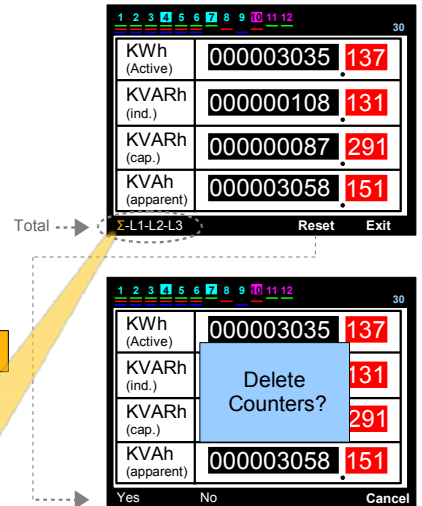 1 2 3 4 5 6 7 8 9 10 11 12
30
KWh 000003035.137
(Active)
KVARh 000000108.131
(ind.)
KVARh 000000087.291
(cap.)
KVAh 000003058.151
(apparent)
Total Σ-L1-L2-L3 Reset Exit
1 2 3 4 5 6 7 8 9 10 11 12
30
KWh 000003035 137
(Active)
KVARh 131
(ind.)
Delete
Counters?
KVARh 291
(cap.)
KVAh 000003058.151
(apparent)
Yes No Cancel